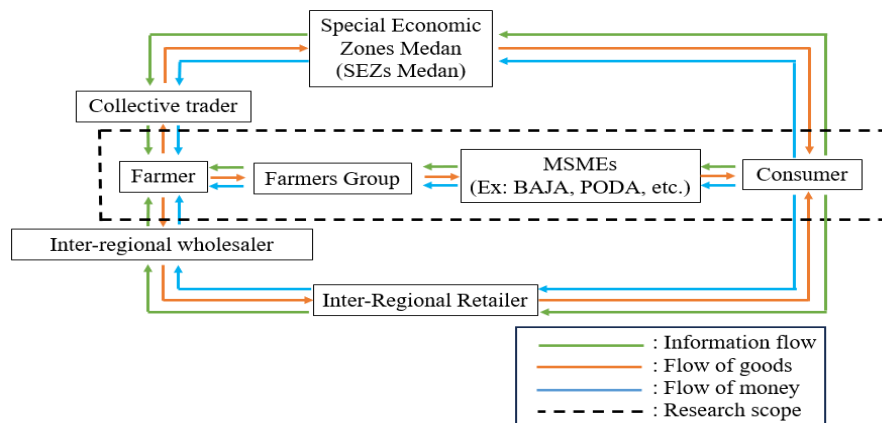 Special Economic
Zones Medan
(SEZs Medan)
Collective trader
Farmer
Farmers Group
MSMEs
(Ex: BAJA, PODA, etc.)
Consumer
Inter-regional wholesaler
Inter-Regional Retailer
: Information flow
: Flow of goods
: Flow of money
: Research scope